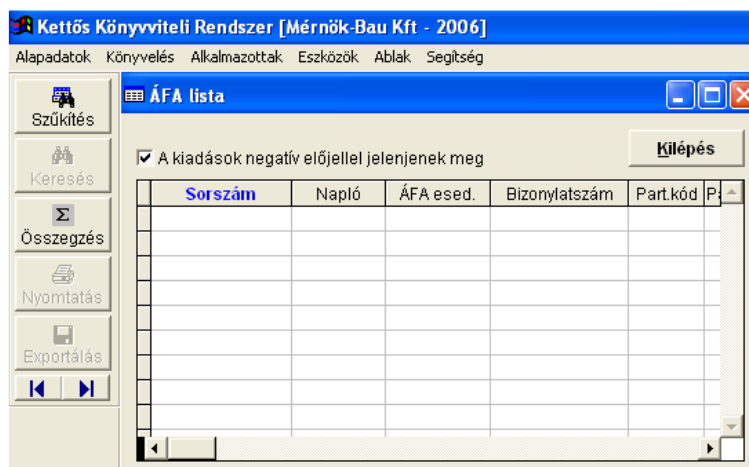 Kettős Könyvviteli Rendszer [Mérnök-Bau Kft - 2006]
Alapadatok Könyvelés Alkalmazottak Eszközök Ablak Segítség
Szűkítés
Keresés
Σ
Összegzés
Nyomtatás
Exportálás
ÁFA lista
A kiadások negatív előjellel jelenjenek meg
Kilépés
Sorszám Napló ÁFA esed. Bizonylatszám Part.kód